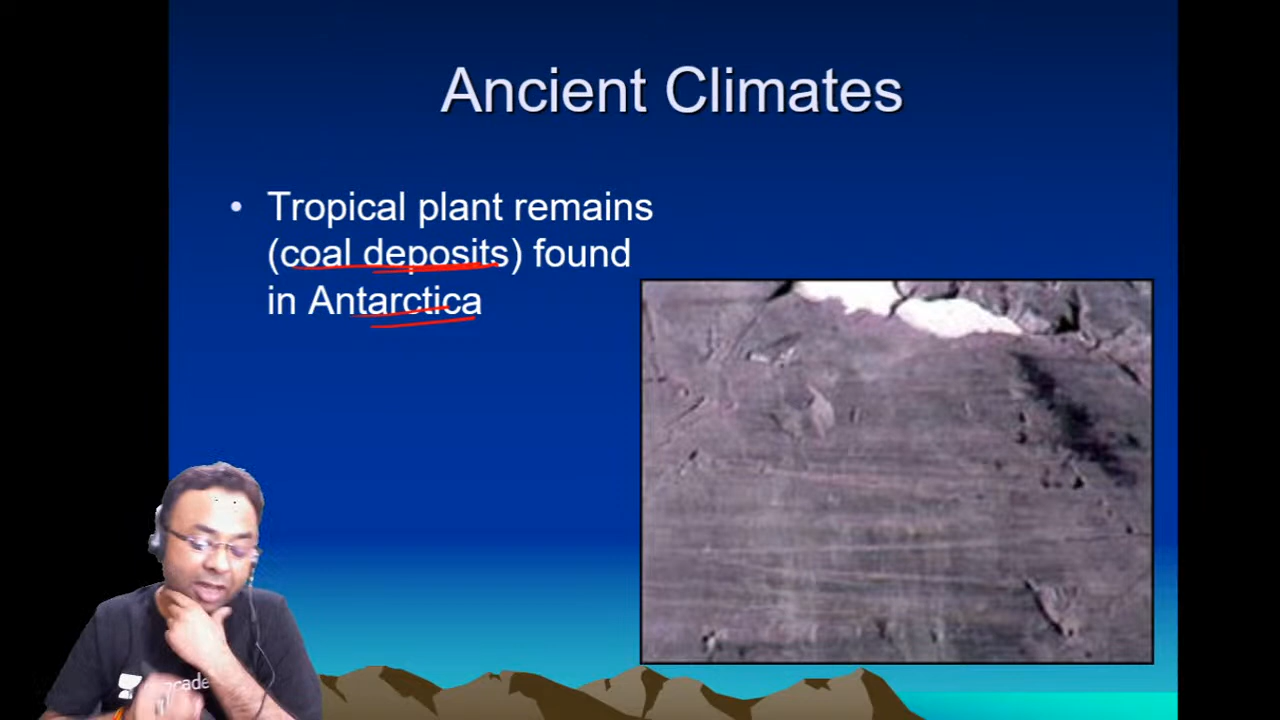 Ancient Climates
• Tropical plant remains
(coal deposits) found
in Antarctica